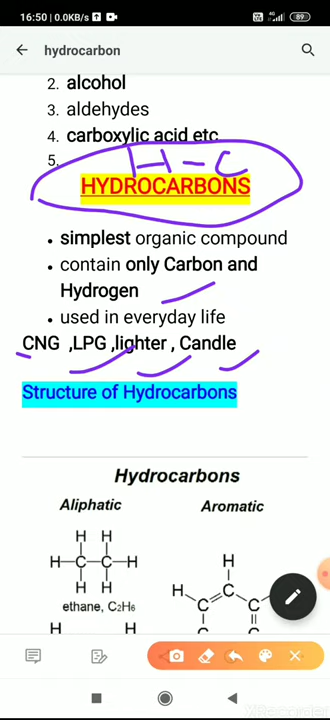 16:50 | 0.0KB/s
4G 89
hydrocarbon
2. alcohol
3. aldehydes
4. carboxylic acid etc
5.
H-C
HYDROCARBONS
• simplest organic compound
• contain only Carbon and
Hydrogen
• used in everyday life
CNG ,LPG ,lighter , Candle
Structure of Hydrocarbons
Hydrocarbons
Aliphatic
Aromatic
H H
H
H–C–C–H
H
C
C
H H
ethane, C2H6
C
C
H
H